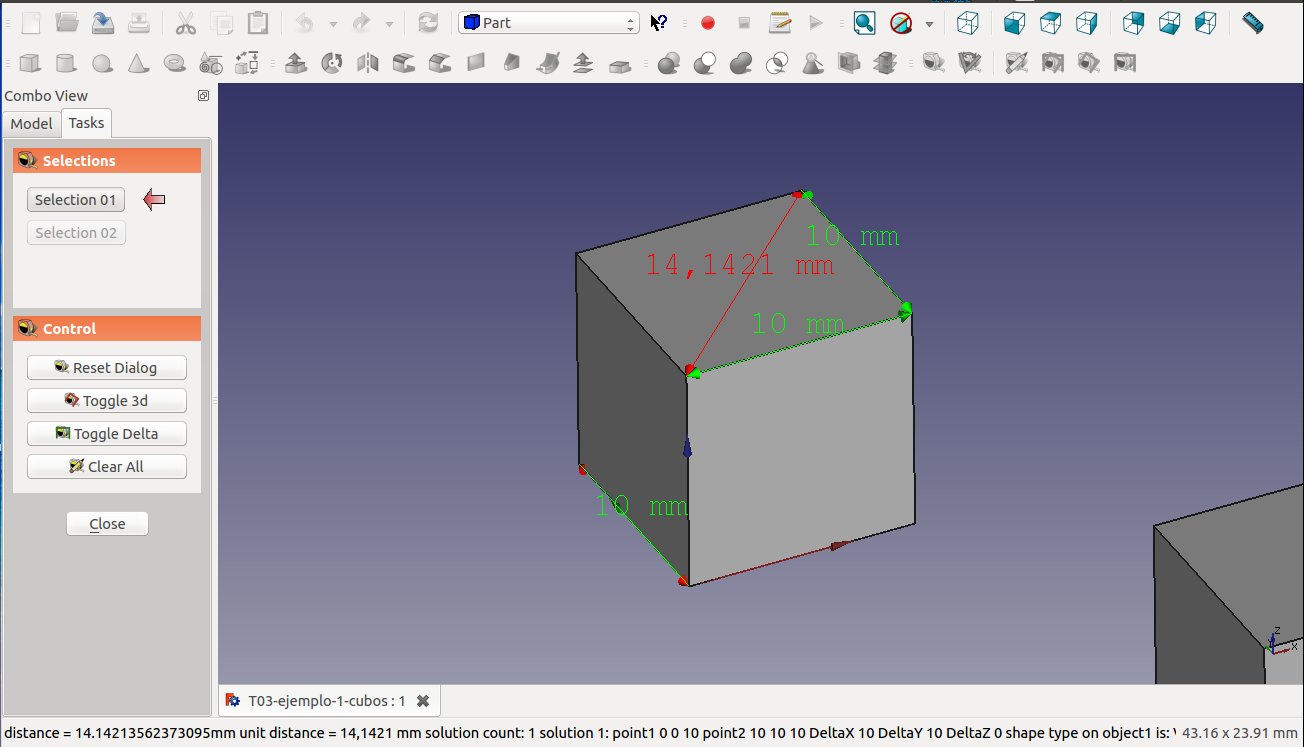 Part
Combo View
Model
Tasks
Selections
Selection 01
Selection 02
Control
Reset Dialog
Toggle 3d
Toggle Delta
Clear All
Close
10 mm
14,1421 mm
10 mm
10 mm
Z
Y
X
T03-ejemplo-1-cubos : 1
distance = 14.14213562373095mm unit distance = 14,1421 mm solution count: 1 solution 1: point1 0 0 10 point2 10 10 10 DeltaX 10 DeltaY 10 DeltaZ 0 shape type on object1 is: 43.16 x 23.91 mm